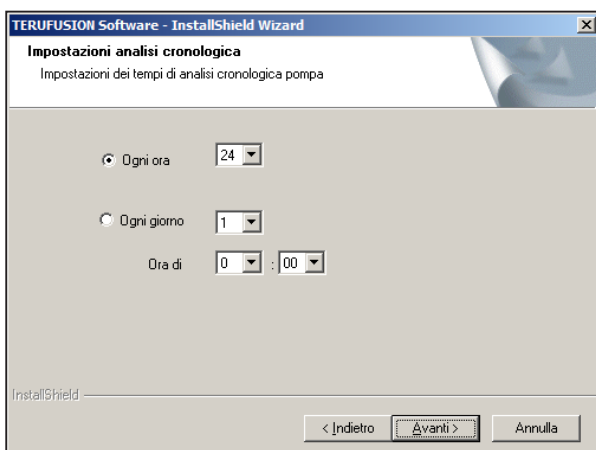 TERUFUSION Software - InstallShield Wizard
Impostazioni analisi cronologica
Impostazioni dei tempi di analisi cronologica pompa
Ogni ora 24
Ogni giorno 1
Ora di 0 : 00
InstallShield
< Indietro Avanti > Annulla